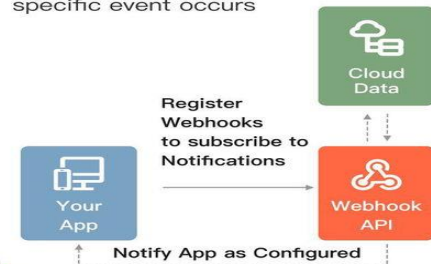 specific event occurs
Cloud
Data
Register
Webhooks
to subscribe to
Notifications
Your
App
Webhook
API
Notify App as Configured